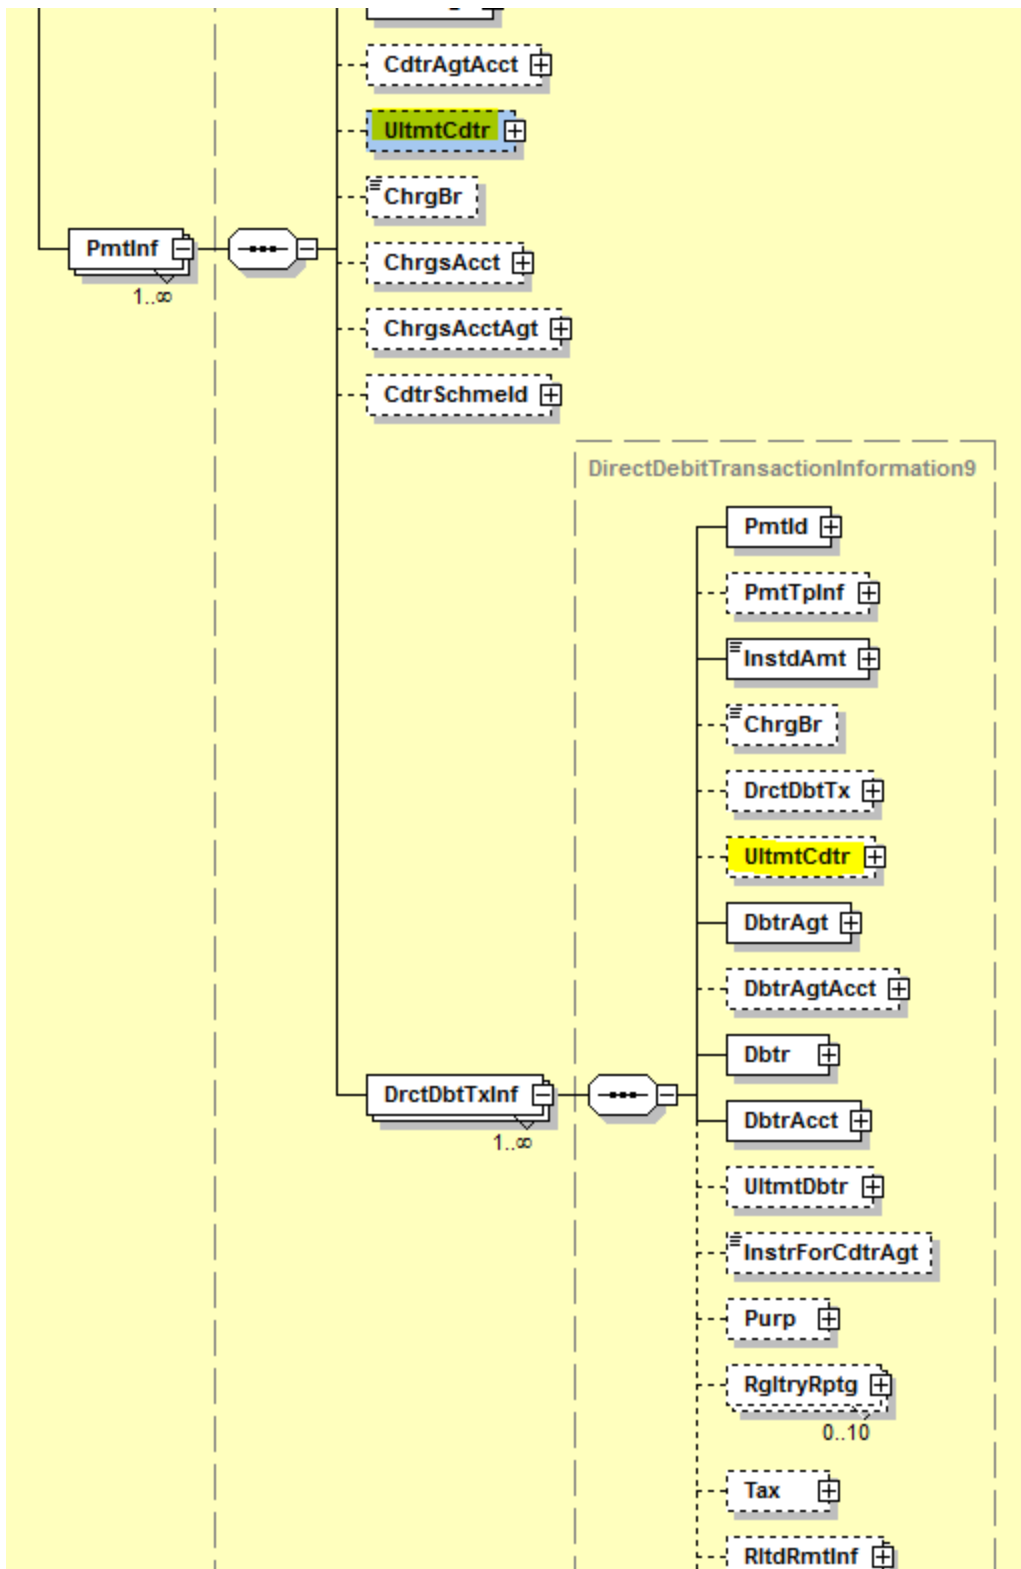 CdtrAgtAcct
UltmtCdtr
ChrgBr
PmtInf
1..∞
ChrgsAcct
ChrgsAcctAgt
CdtrSchmeId
DirectDebitTransactionInformation9
PmtId
PmtTpInf
InstdAmt
ChrgBr
DrctDbtTx
UltmtCdtr
DbtrAgt
DbtrAgtAcct
Dbtr
DrctDbtTxInf
1..∞
DbtrAcct
UltmtDbtr
InstrForCdtrAgt
Purp
RgltryRptg
0..10
Tax
RltdRmtInf